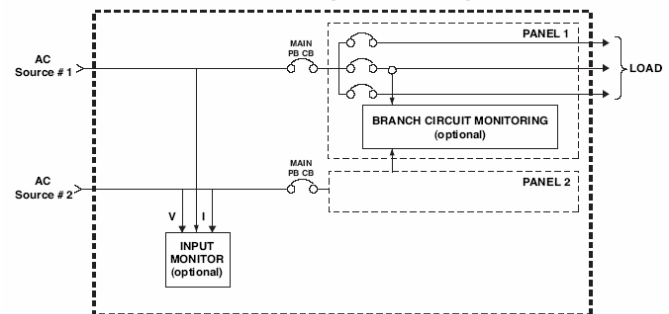 PANEL 1
MAIN
PB CB
AC
Source # 1
LOAD
BRANCH CIRCUIT MONITORING
(optional)
MAIN
PB CB
PANEL 2
AC
Source # 2
V I
INPUT
MONITOR
(optional)